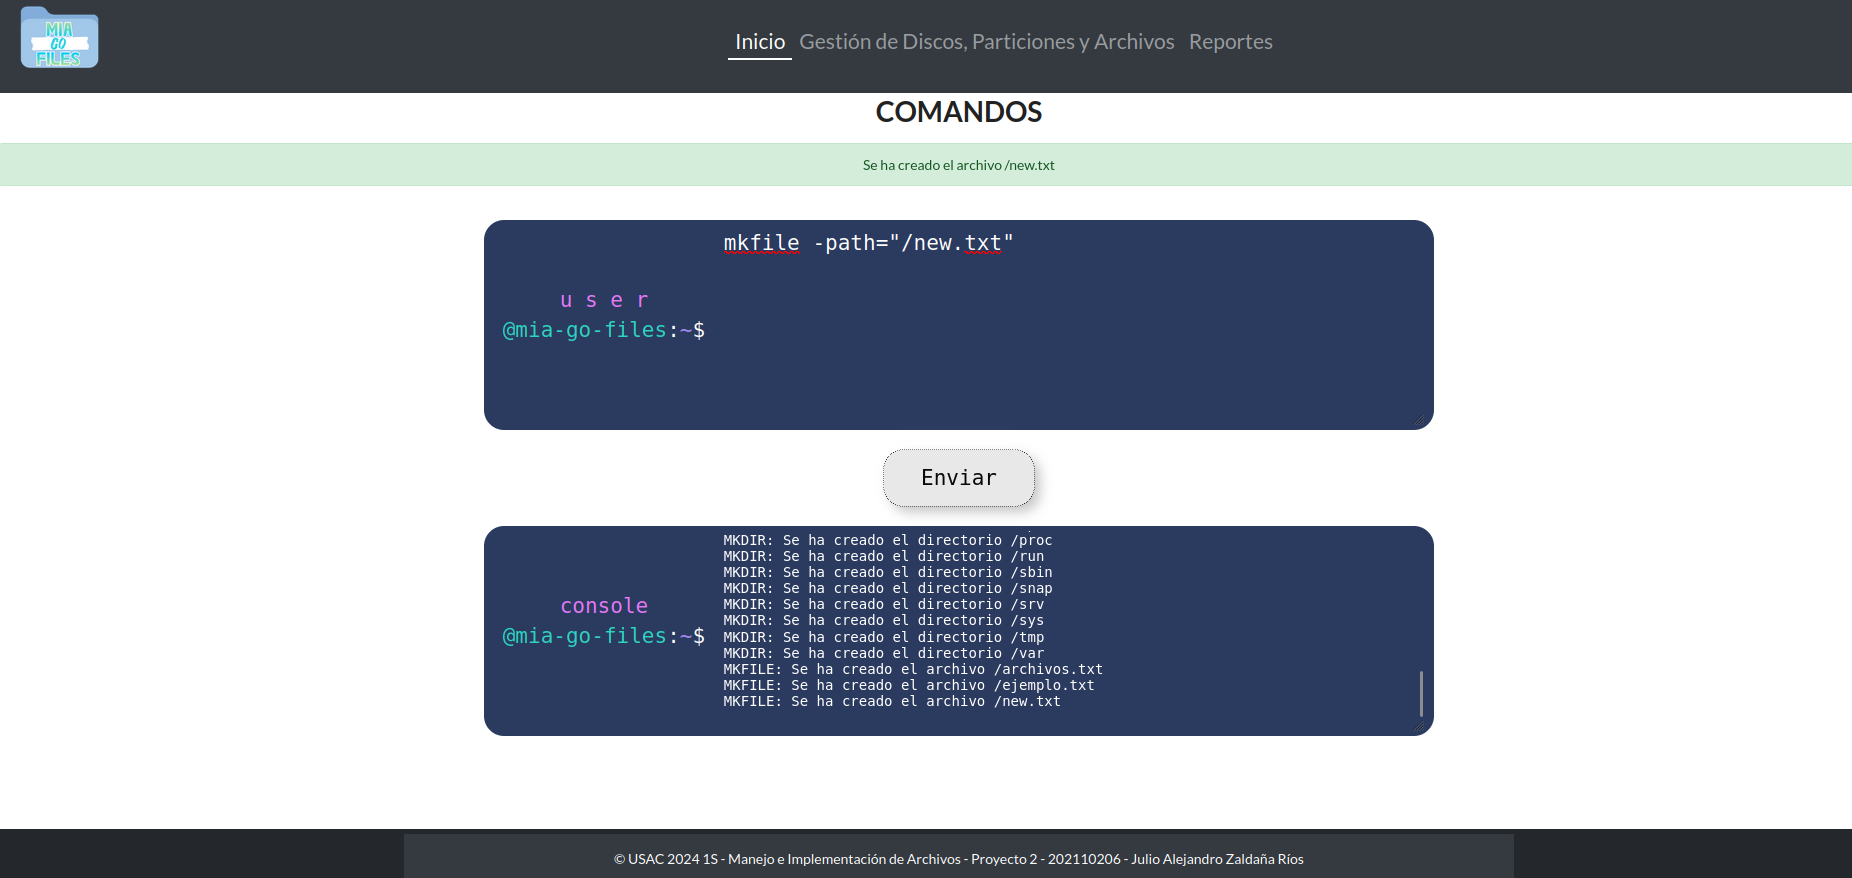 MIA
GO
FILES
Inicio Gestión de Discos, Particiones y Archivos Reportes
COMANDOS
Se ha creado el archivo /new.txt
mkfile -path="/new.txt"
user
@mia-go-files:~$
Enviar
MKDIR: Se ha creado el directorio /proc
MKDIR: Se ha creado el directorio /run
MKDIR: Se ha creado el directorio /sbin
MKDIR: Se ha creado el directorio /snap
MKDIR: Se ha creado el directorio /srv
MKDIR: Se ha creado el directorio /sys
MKDIR: Se ha creado el directorio /tmp
MKDIR: Se ha creado el directorio /var
MKFILE: Se ha creado el archivo /archivos.txt
MKFILE: Se ha creado el archivo /ejemplo.txt
MKFILE: Se ha creado el archivo /new.txt
console
@mia-go-files:~$
© USAC 2024 1S - Manejo e Implementación de Archivos - Proyecto 2 - 202110206 - Julio Alejandro Zaldaña Ríos